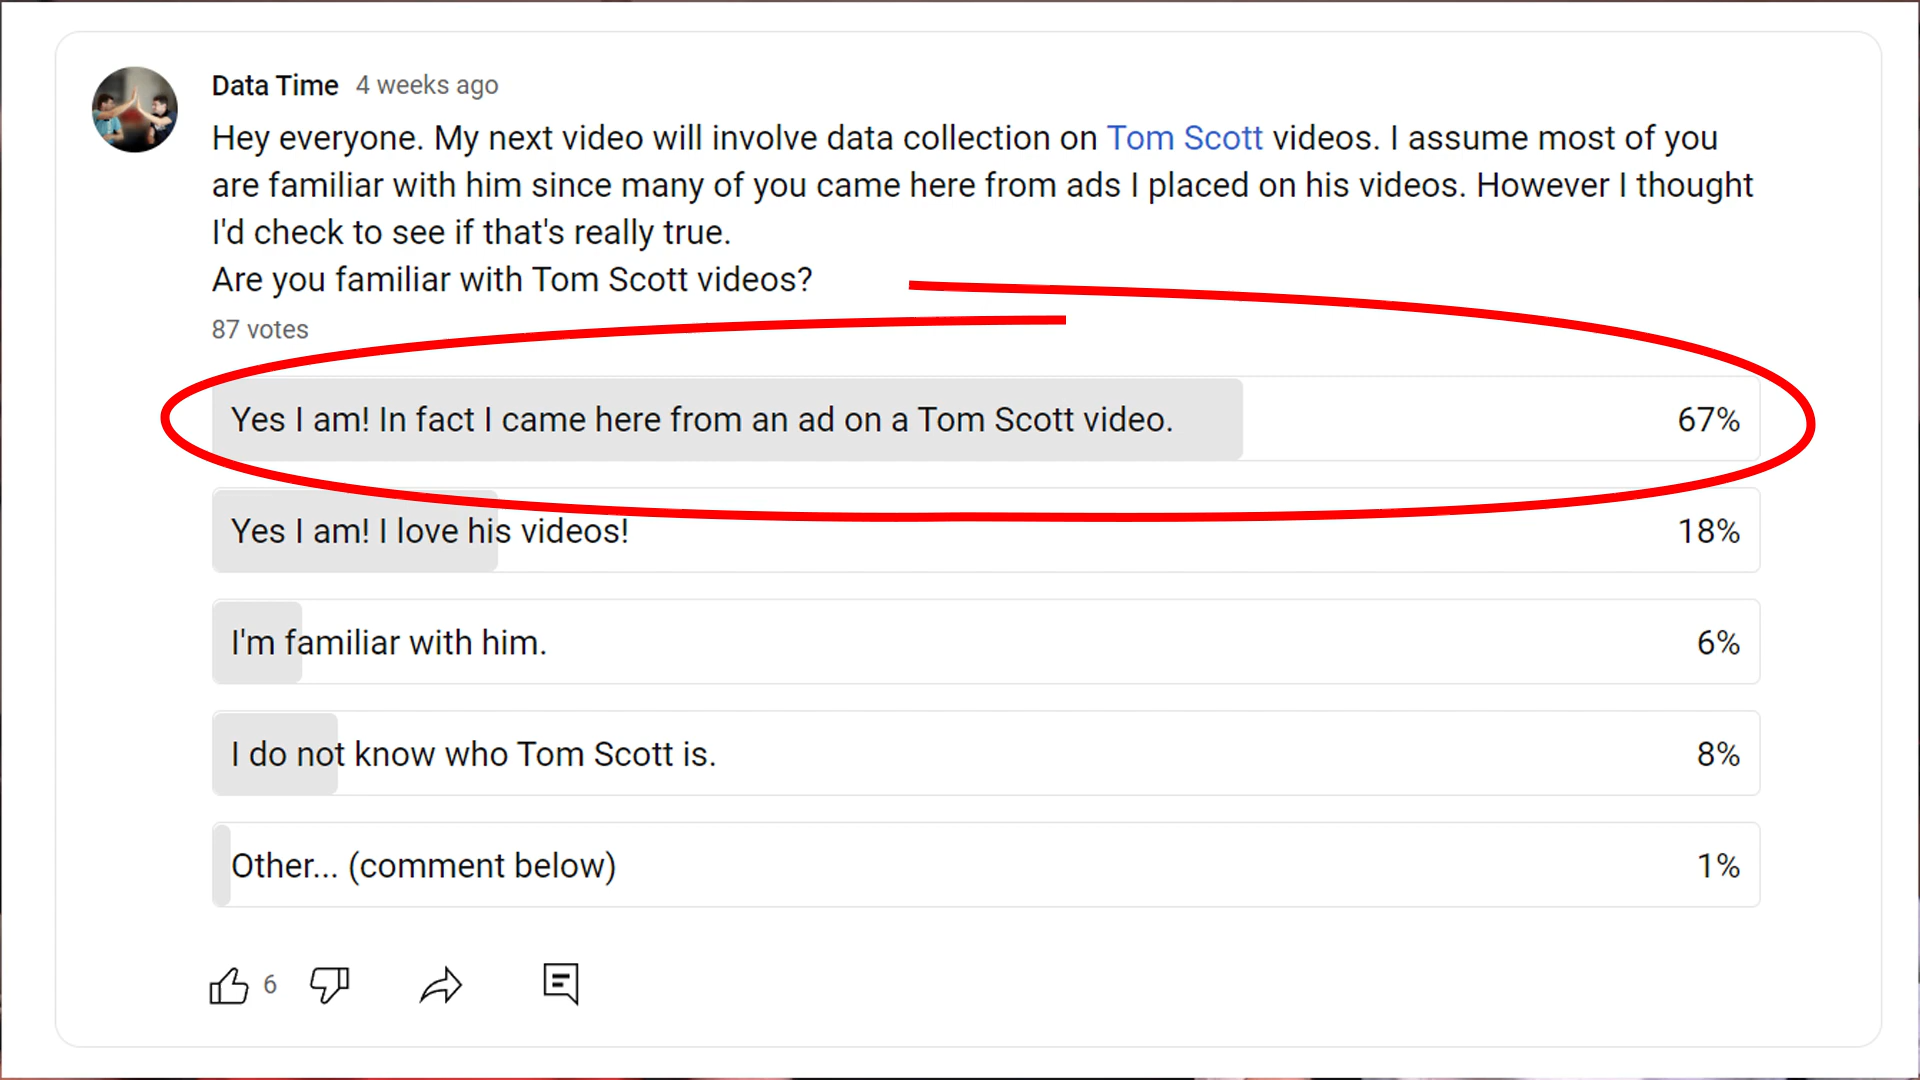 Data Time 4 weeks ago
Hey everyone. My next video will involve data collection on Tom Scott videos. I assume most of you
are familiar with him since many of you came here from ads I placed on his videos. However I thought
I'd check to see if that's really true.
Are you familiar with Tom Scott videos?
87 votes
Yes I am! In fact I came here from an ad on a Tom Scott video. 67%
Yes I am! I love his videos! 18%
I'm familiar with him. 6%
I do not know who Tom Scott is. 8%
Other... (comment below) 1%
6